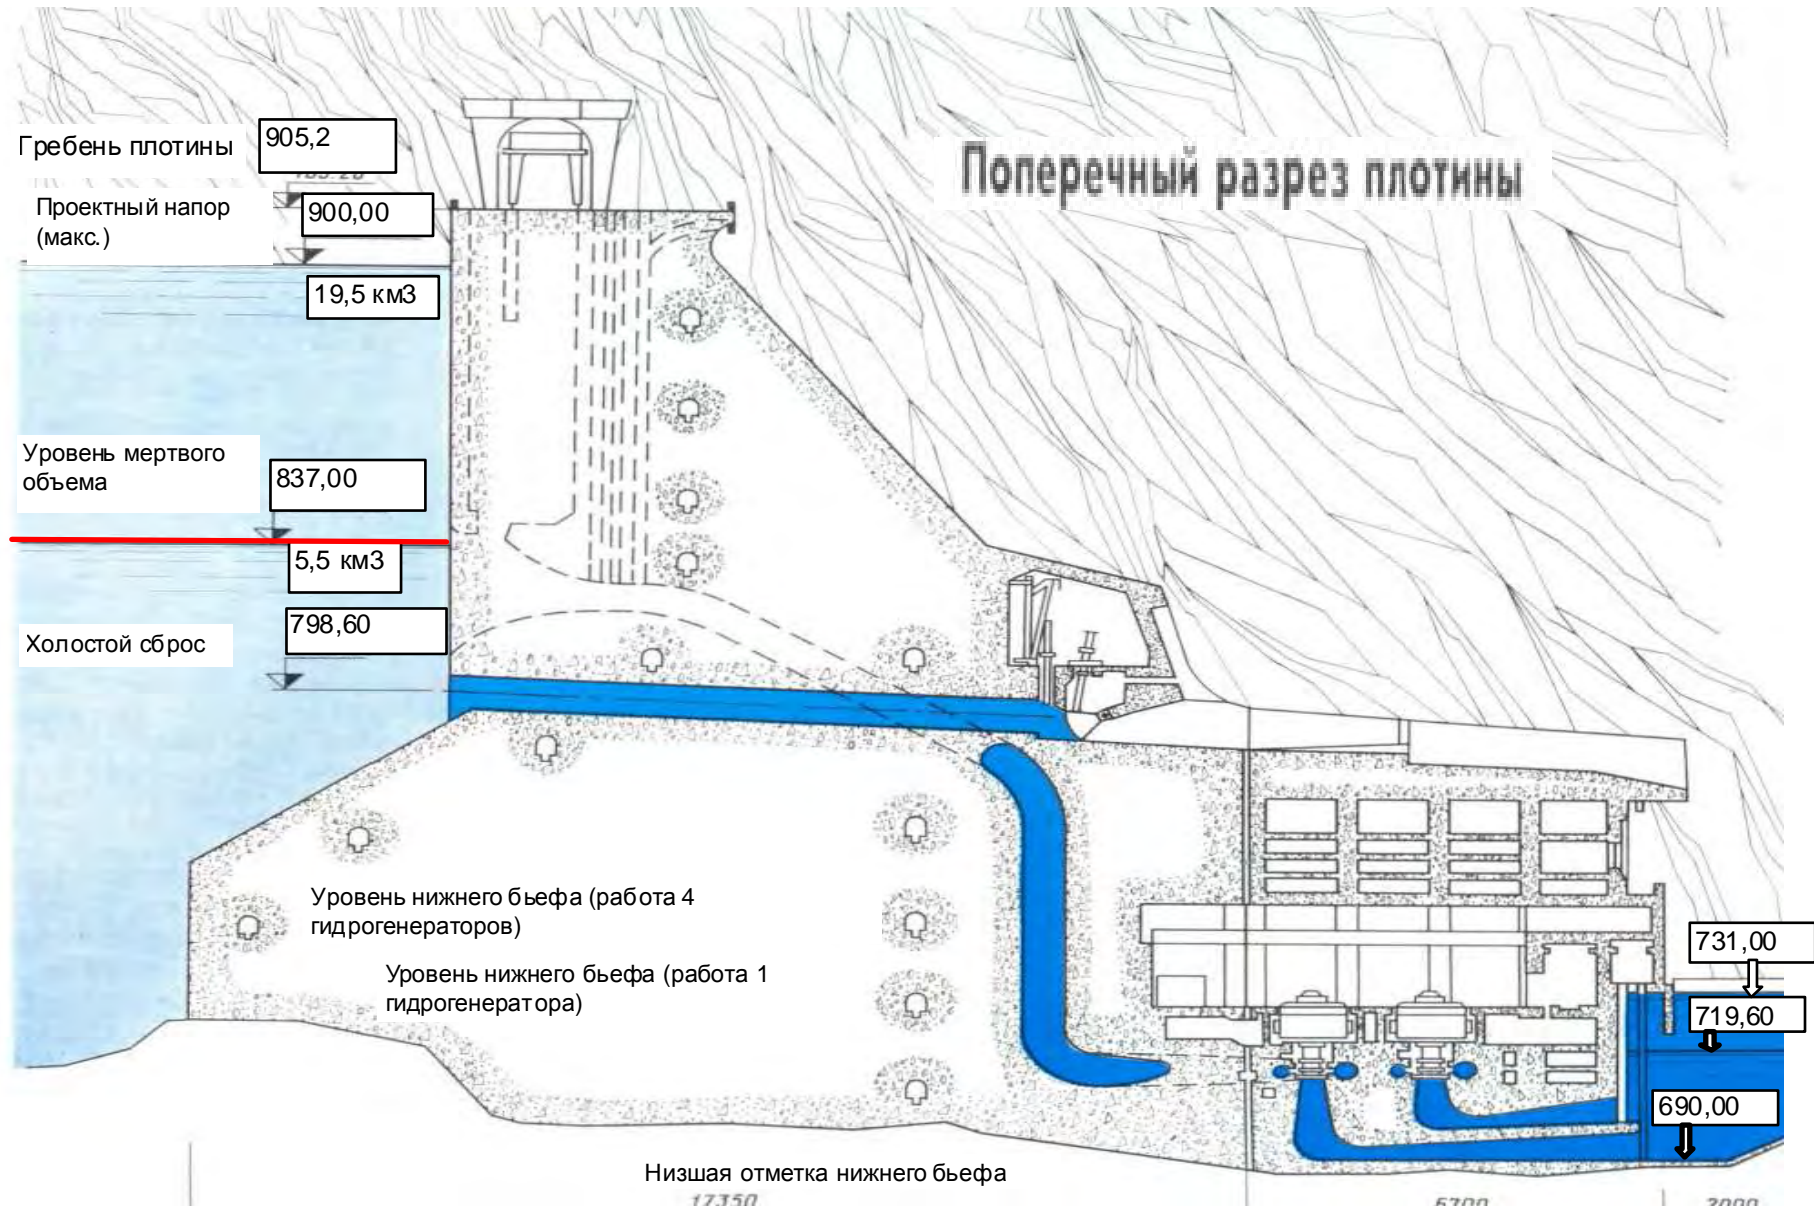 Гребень плотины
905,2
Поперечный разрез плотины
Проектный напор
(макс.)
900,00
19,5 км3
Уровень мертвого
объема
837,00
5,5 км3
798,60
Холостой сброс
Уровень нижнего бьефа (работа 4
гидрогенераторов)
731,00
Уровень нижнего бьефа (работа 1
гидрогенератора)
719,60
690,00
Низшая отметка нижнего бьефа
17350